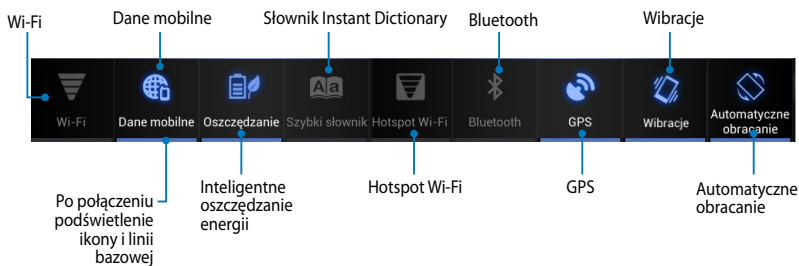 Wi-Fi
Dane mobilne
Słownik Instant Dictionary
Bluetooth
Wibracje
Aa
Wi-Fi
Dane mobilne
Oszczędzanie
Szybki słownik
Hotspot Wi-Fi
Bluetooth
GPS
Wibracje
Automatyczne
obracanie
Po połączeniu
podświetlenie
ikony i linii
bazowej
Inteligentne
oszczędzanie
energii
Hotspot Wi-Fi
GPS
Automatyczne
obracanie